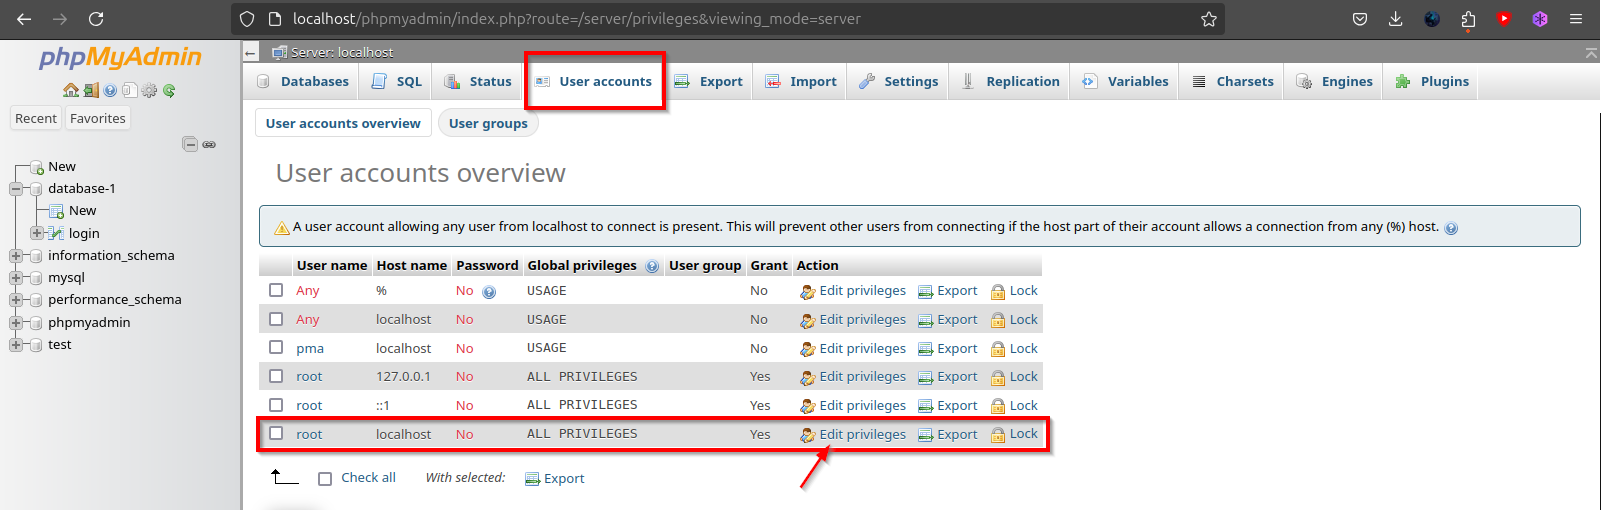 localhost/phpmyadmin/index.php?route=/server/privileges&viewing_mode=server
phpMyAdmin
Recent Favorites
New
database-1
New
login
information_schema
mysql
performance_schema
phpmyadmin
test
Server: localhost
Databases SQL Status User accounts Export Import Settings Replication Variables Charsets Engines Plugins
User accounts overview User groups
User accounts overview
A user account allowing any user from localhost to connect is present. This will prevent other users from connecting if the host part of their account allows a connection from any (%) host.
User name Host name Password Global privileges User group Grant Action
Any % No USAGE No Edit privileges Export Lock
Any localhost No USAGE No Edit privileges Export Lock
pma localhost No USAGE No Edit privileges Export Lock
root 127.0.0.1 No ALL PRIVILEGES Yes Edit privileges Export Lock
root ::1 No ALL PRIVILEGES Yes Edit privileges Export Lock
root localhost No ALL PRIVILEGES Yes Edit privileges Export Lock
Check all With selected: Export